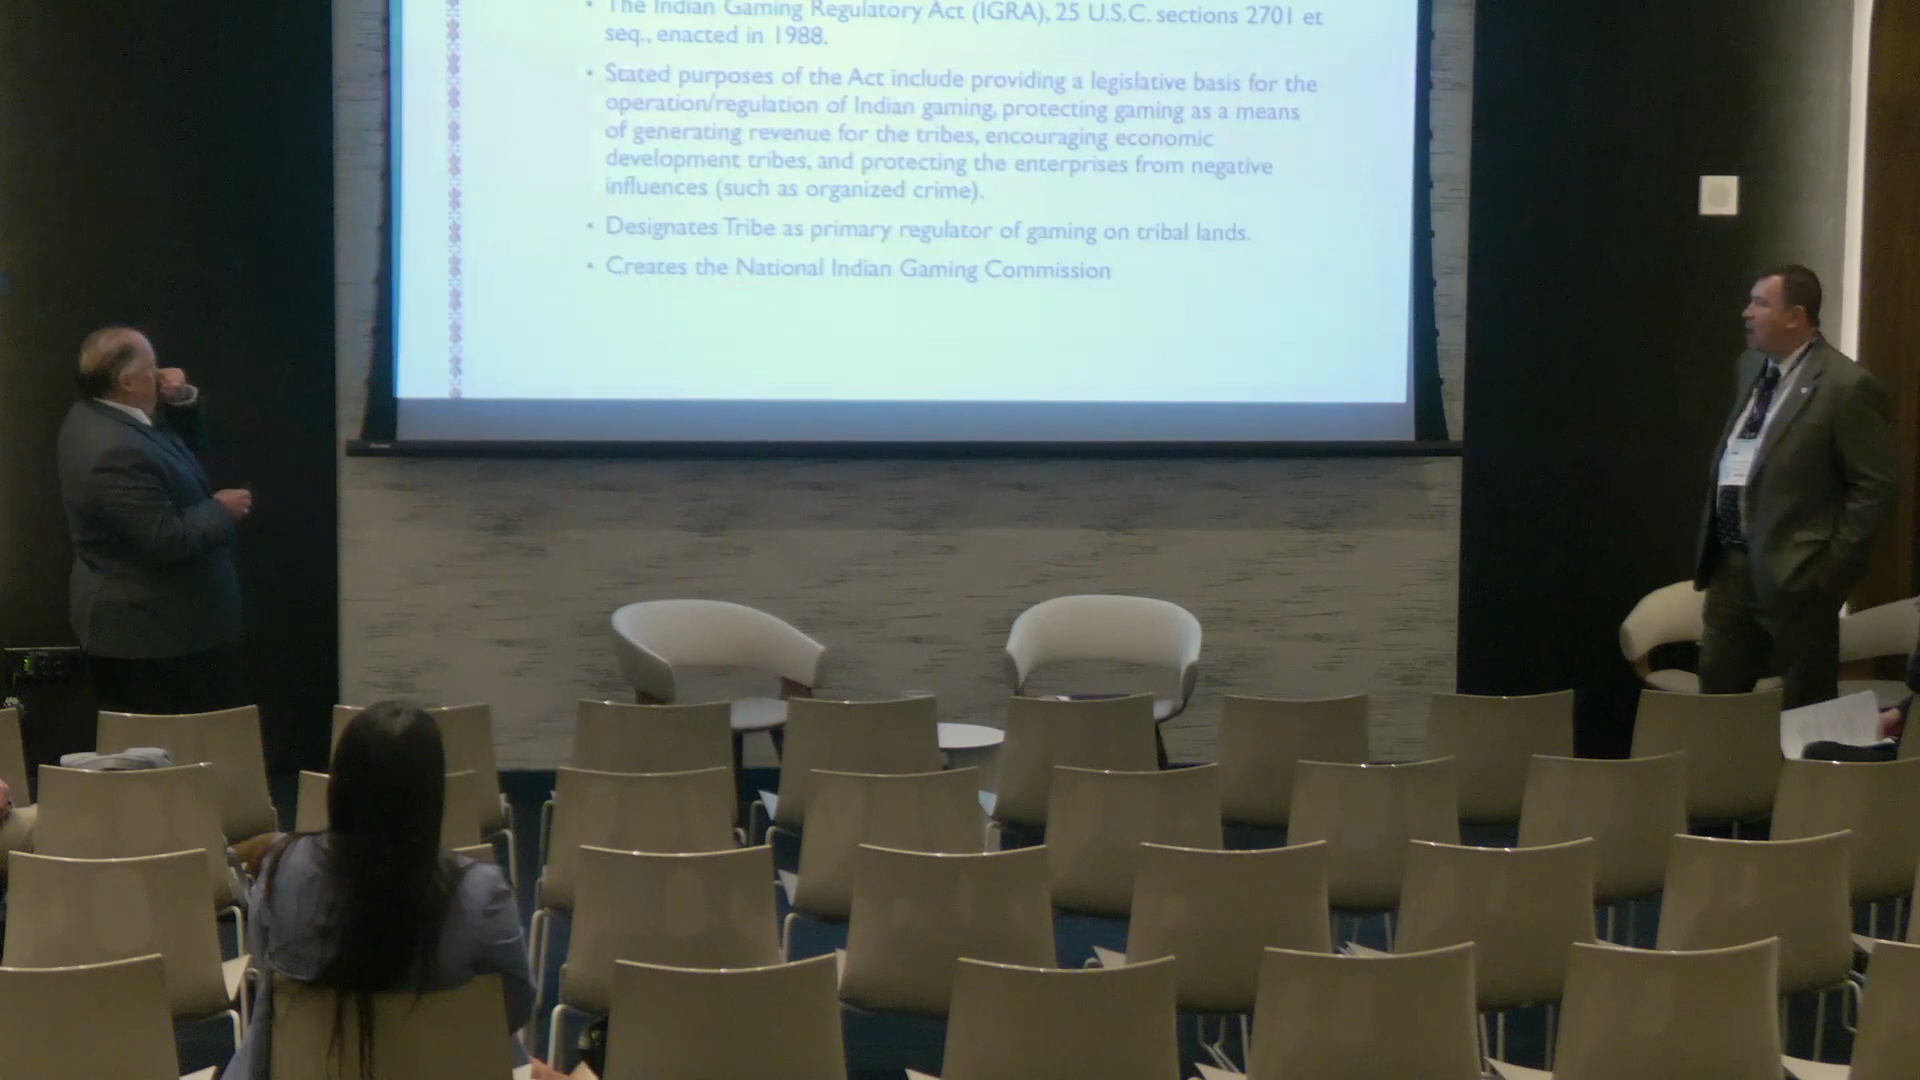 • The Indian Gaming Regulatory Act (IGRA), 25 U.S.C. sections 2701 et
seq., enacted in 1988.
• Stated purposes of the Act include providing a legislative basis for the
operation/regulation of Indian gaming, protecting gaming as a means
of generating revenue for the tribes, encouraging economic
development tribes, and protecting the enterprises from negative
influences (such as organized crime).
• Designates Tribe as primary regulator of gaming on tribal lands.
• Creates the National Indian Gaming Commission